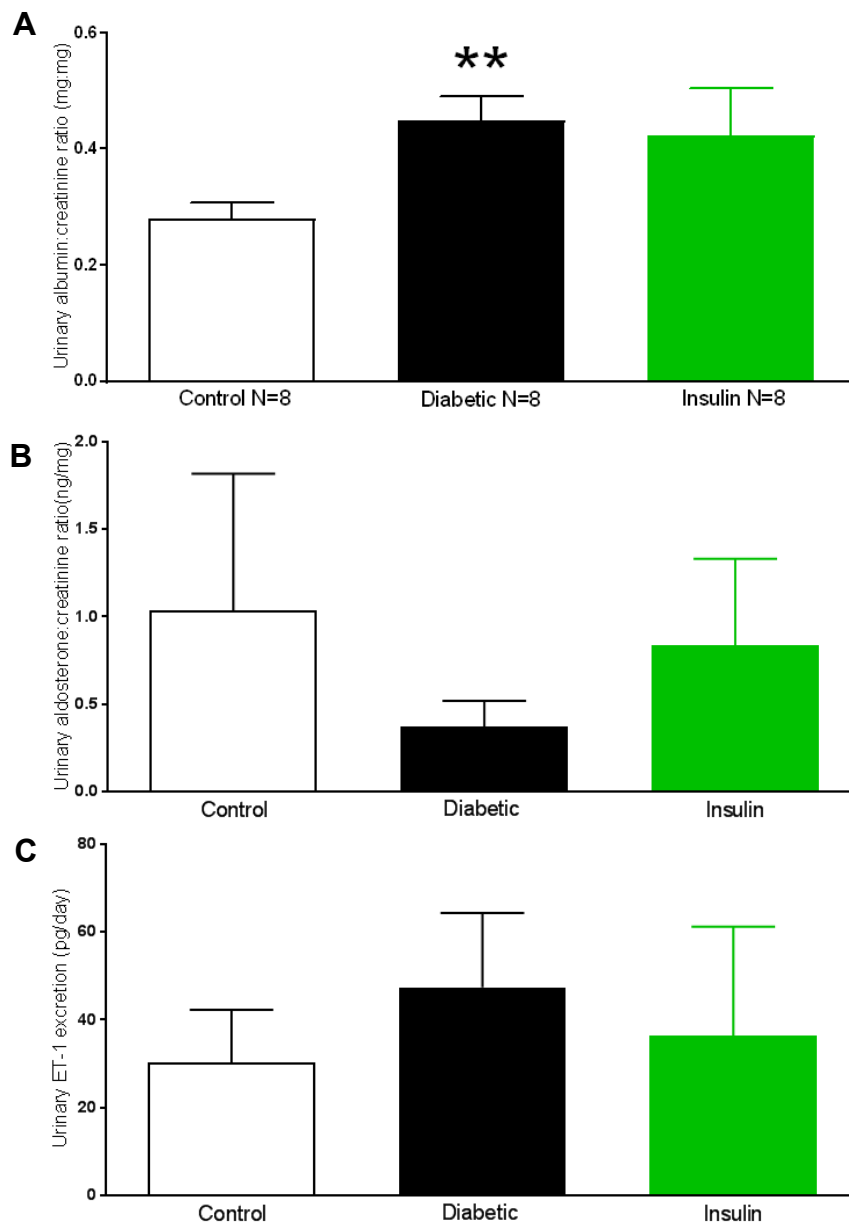 A
Urinary albumin:creatinine ratio (mg:mg)
0.6
0.4
0.2
0.0
**
Control N=8
Diabetic N=8
Insulin N=8
B
Urinary aldosterone:creatinine ratio(ng/mg)
2.0
1.5
1.0
0.5
0.0
Control
Diabetic
Insulin
C
Urinary ET-1 excretion (pg/day)
80
60
40
20
0
Control
Diabetic
Insulin